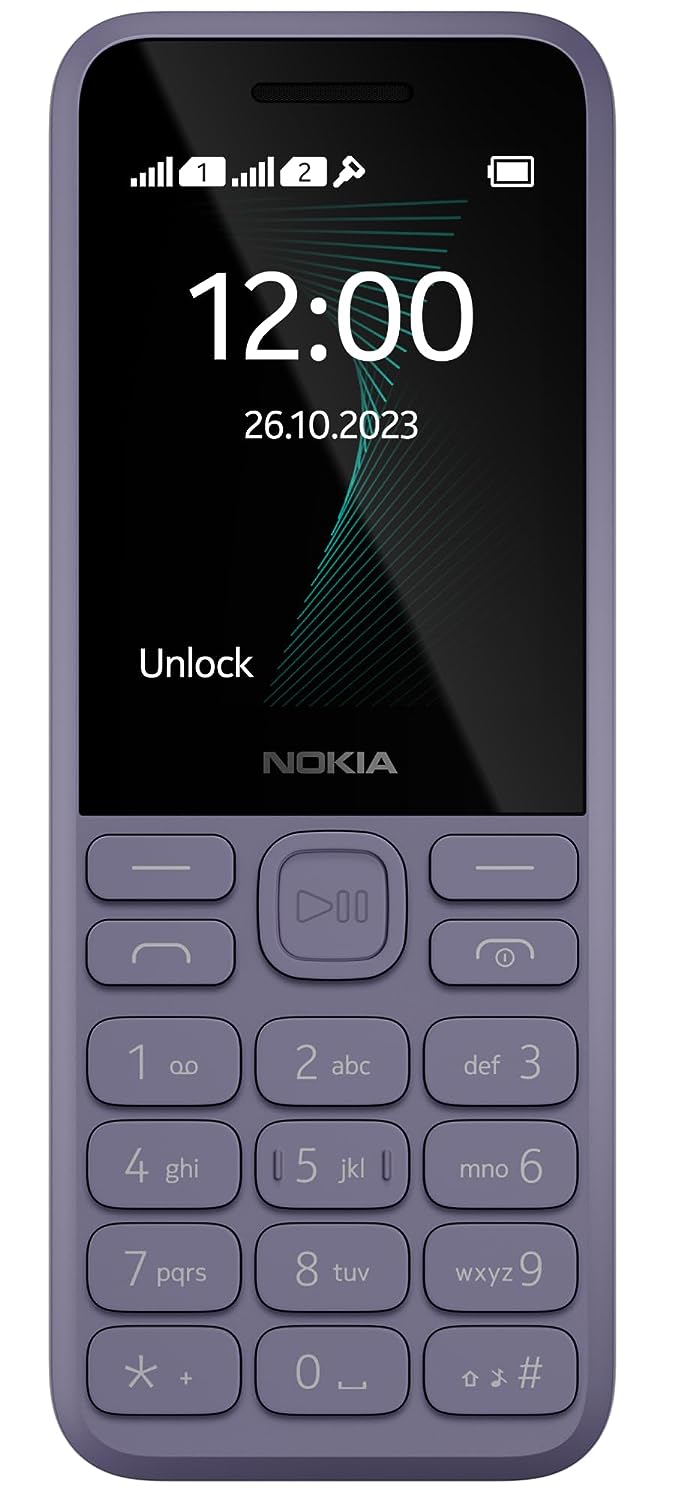 1 2
12:00
26.10.2023
Unlock
NOKIA
1
2 abc
def 3
4 ghi
5 jkl
mno 6
7 pqrs
8 tuv
wxyz 9
* +
0
#